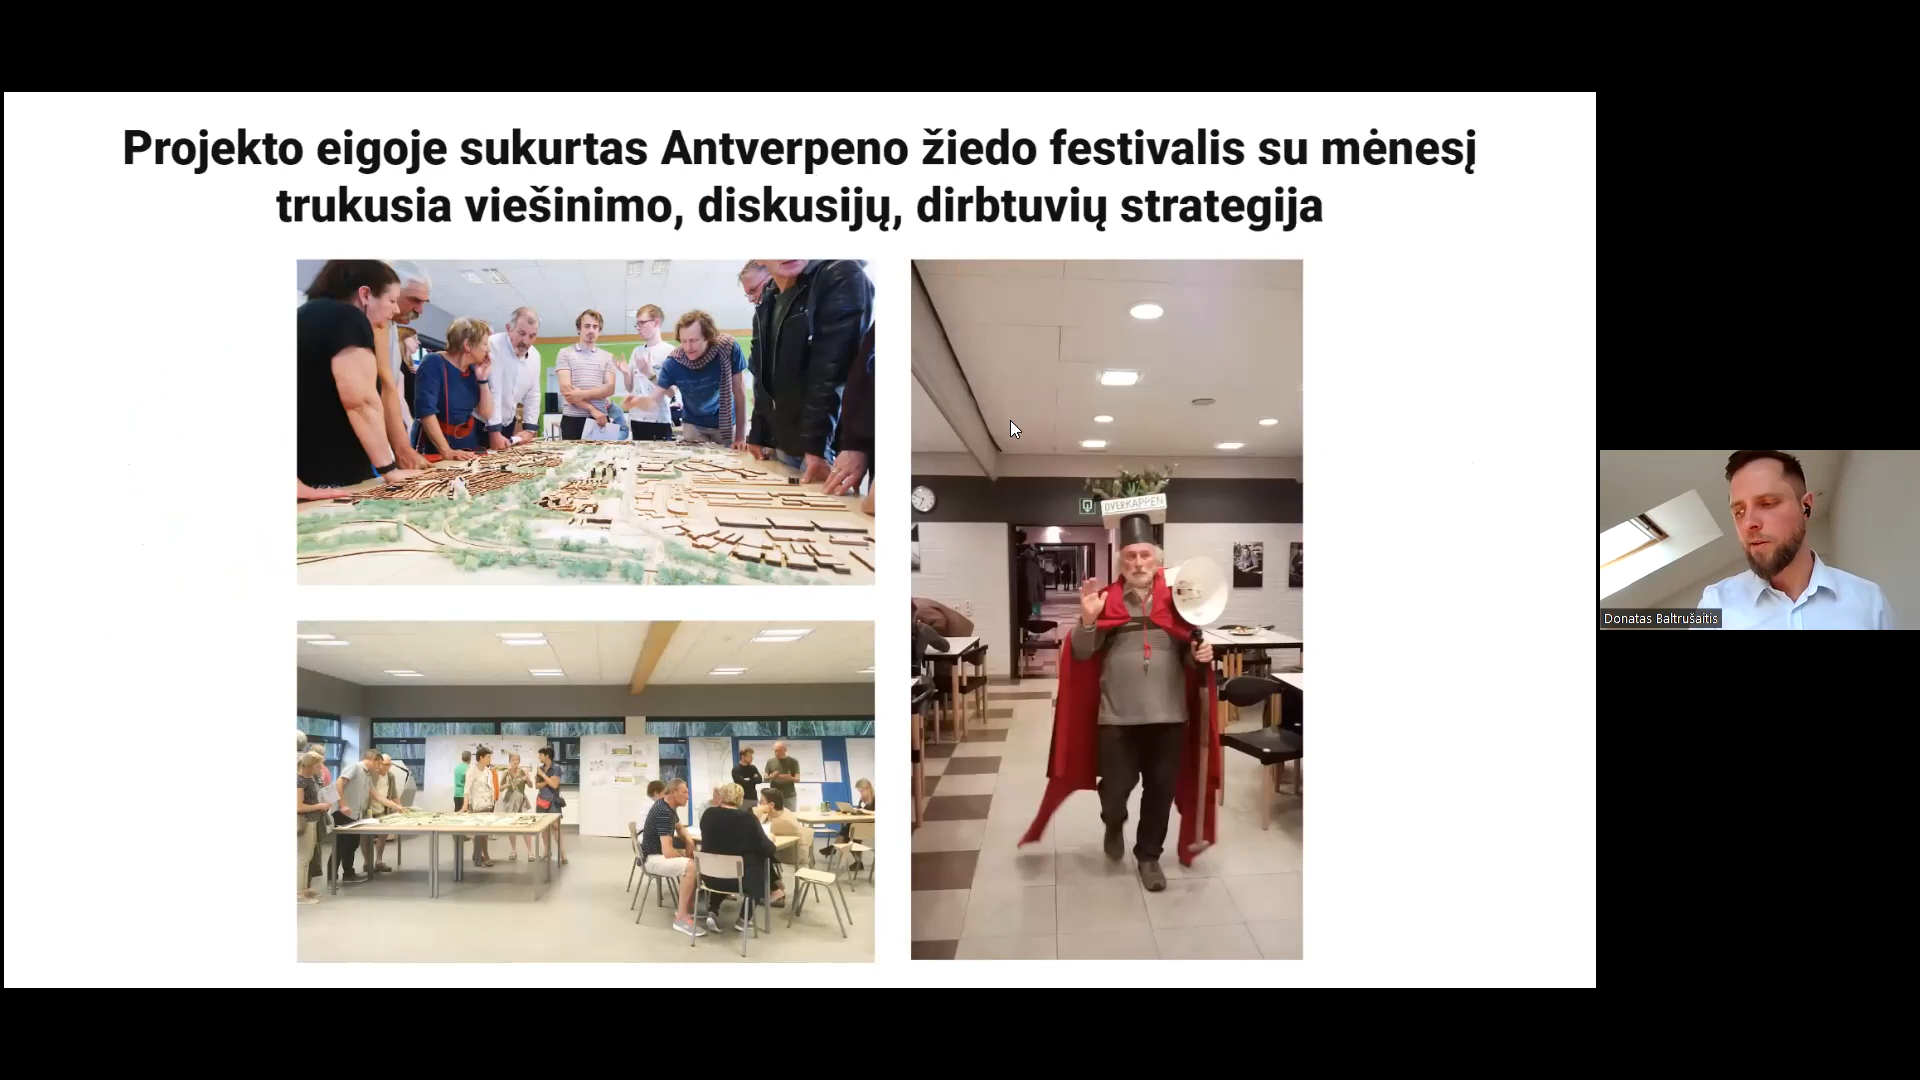 Projekto eigoje sukurtas Antverpeno žiedo festivalis su mėnesį
trukusia viešinimo, diskusijų, dirbtuvių strategija
OVERKAPPEN
Donatas Baltrušaitis